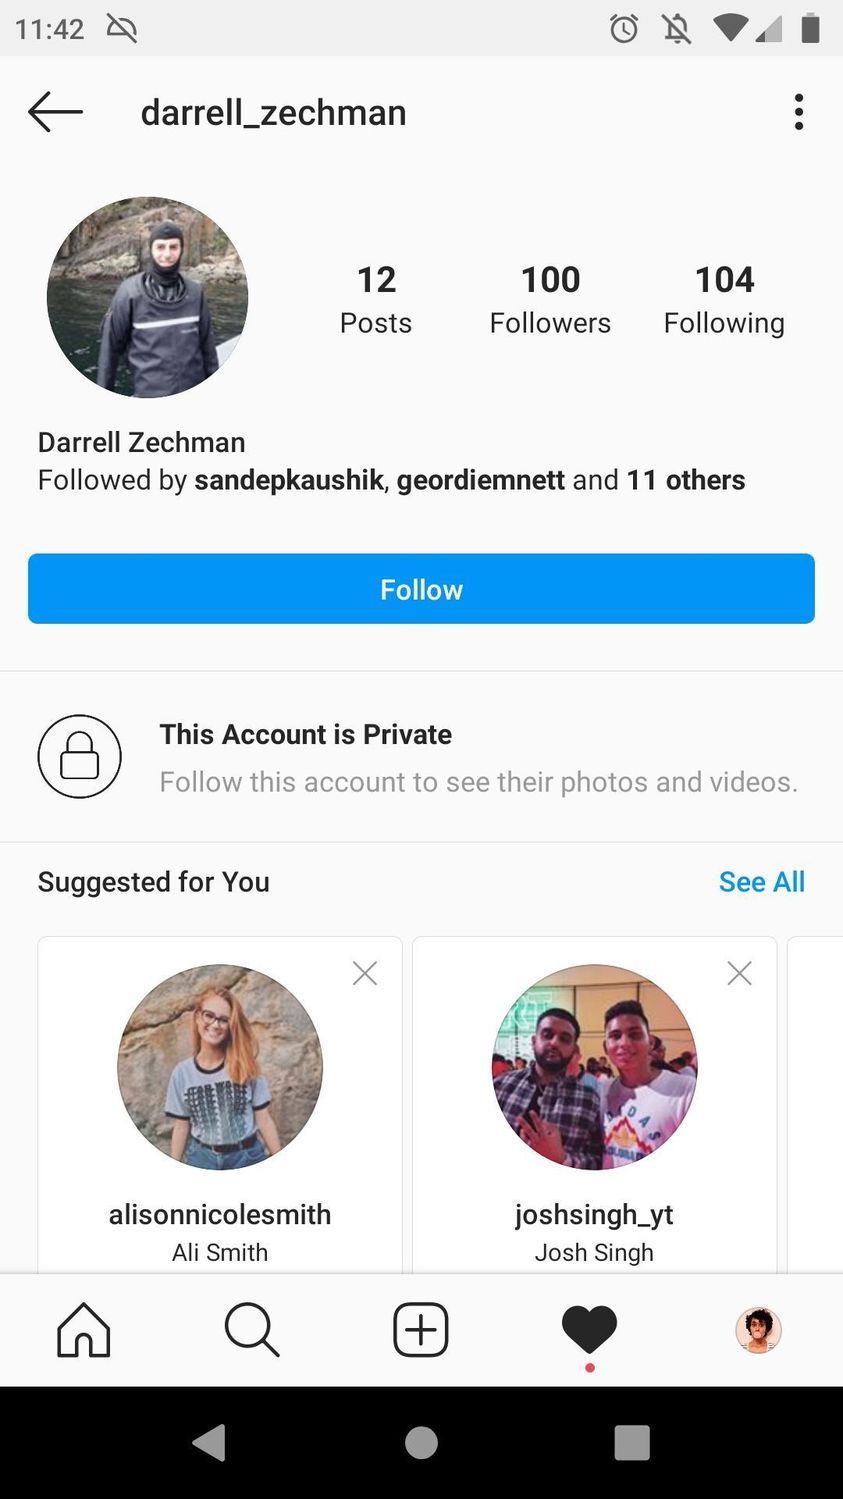 11:42
darrell_zechman
12 100 104
Posts Followers Following
Darrell Zechman
Followed by sandepkaushik, geordiemnett and 11 others
Follow
This Account is Private
Follow this account to see their photos and videos.
Suggested for You See All
STAR WARS
alisonnicolesmith joshsingh_yt
Ali Smith Josh Singh